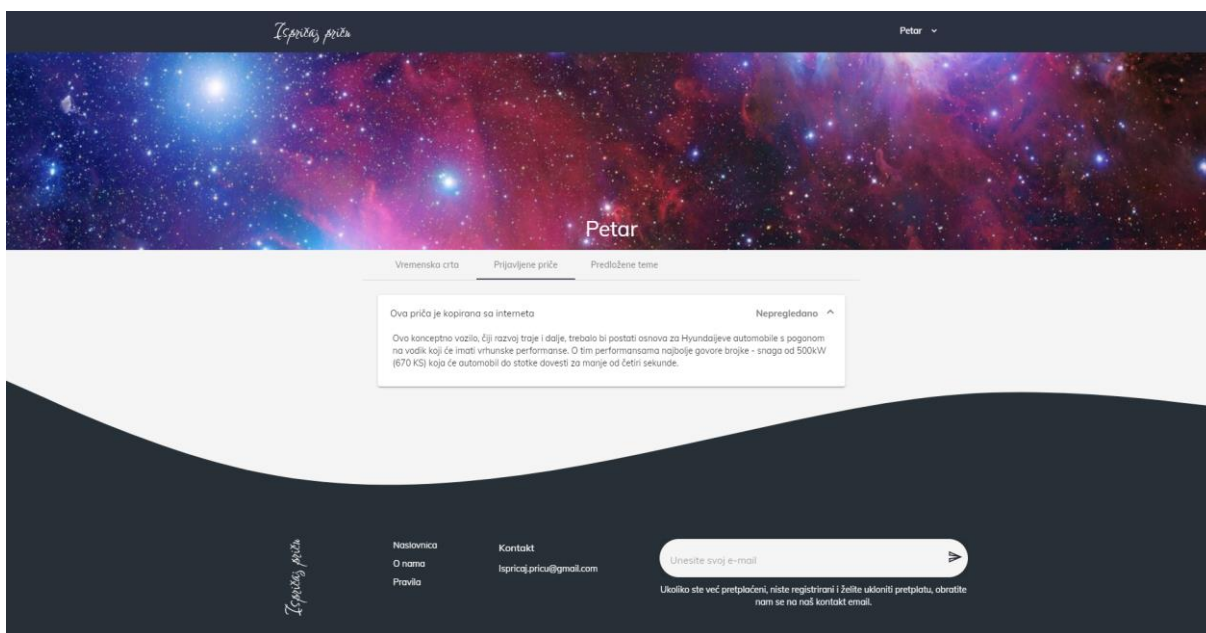 Ispričaj priču
Petar
Petar
Vremenska crta
Prijavljene priče
Predložene teme
Ova priča je kopirana sa interneta
Nepregledano
Ovo konceptno vozilo, čiji razvoj traje i dalje, trebalo bi postati osnova za Hyundaijeve automobile s pogonom
na vodik koji će imati vrhunske performanse. O tim performansama najbolje govore brojke - snaga od 500kW
(670 KS) koja će automobil do stotke dovesti za manje od četiri sekunde.
Ispričaj priču
Naslovnica
O nama
Pravila
Kontakt
Ispricaj.pricu@gmail.com
Unesite svoj e-mail
Ukoliko ste već pretplaćeni, niste registrirani i želite ukloniti pretplatu, obratite
nam se na naš kontakt email.